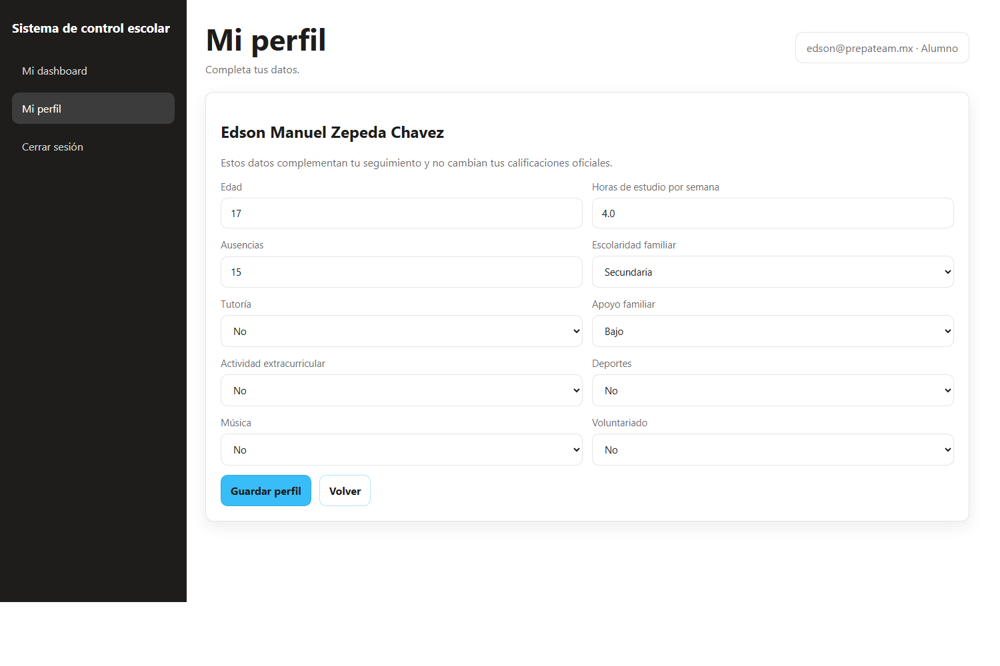 Sistema de control escolar
Mi dashboard
Mi perfil
Cerrar sesión
Mi perfil
Completa tus datos.
edson@prepateam.mx · Alumno
Edson Manuel Zepeda Chavez
Estos datos complementan tu seguimiento y no cambian tus calificaciones oficiales.
Edad
17
Horas de estudio por semana
4.0
Ausencias
15
Escolaridad familiar
Secundaria
Tutoría
No
Apoyo familiar
Bajo
Actividad extracurricular
No
Deportes
No
Música
No
Voluntariado
No
Guardar perfil
Volver